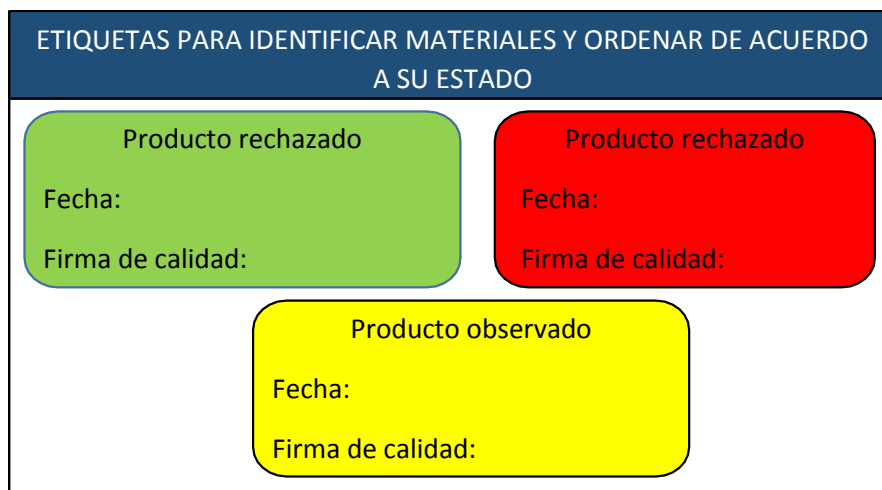 ETIQUETAS PARA IDENTIFICAR MATERIALES Y ORDENAR DE ACUERDO
A SU ESTADO
Producto rechazado
Fecha:
Firma de calidad:
Producto rechazado
Fecha:
Firma de calidad:
Producto observado
Fecha:
Firma de calidad: